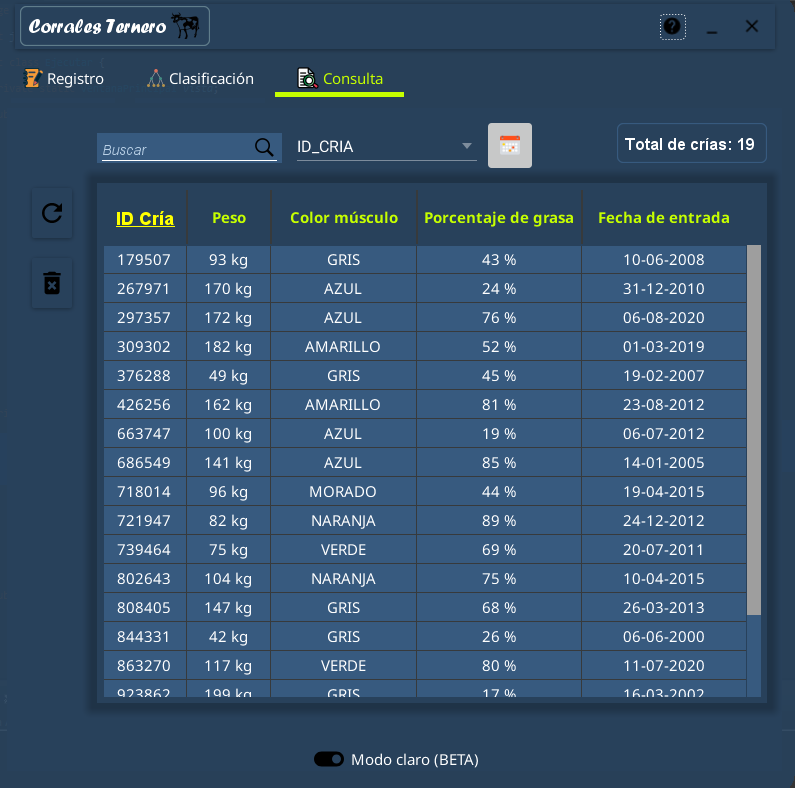 Corrales Ternero
Registro Clasificación Consulta
Buscar ID_CRIA Total de crías: 19
ID Cría Peso Color músculo Porcentaje de grasa Fecha de entrada
179507 93 kg GRIS 43 % 10-06-2008
267971 170 kg AZUL 24 % 31-12-2010
297357 172 kg AZUL 76 % 06-08-2020
309302 182 kg AMARILLO 52 % 01-03-2019
376288 49 kg GRIS 45 % 19-02-2007
426256 162 kg AMARILLO 81 % 23-08-2012
663747 100 kg AZUL 19 % 06-07-2012
686549 141 kg AZUL 85 % 14-01-2005
718014 96 kg MORADO 44 % 19-04-2015
721947 82 kg NARANJA 89 % 24-12-2012
739464 75 kg VERDE 69 % 20-07-2011
802643 104 kg NARANJA 75 % 10-04-2015
808405 147 kg GRIS 68 % 26-03-2013
844331 42 kg GRIS 26 % 06-06-2000
863270 117 kg VERDE 80 % 11-07-2020
923862 199 kg GRIS 17 % 16-03-2002
Modo claro (BETA)